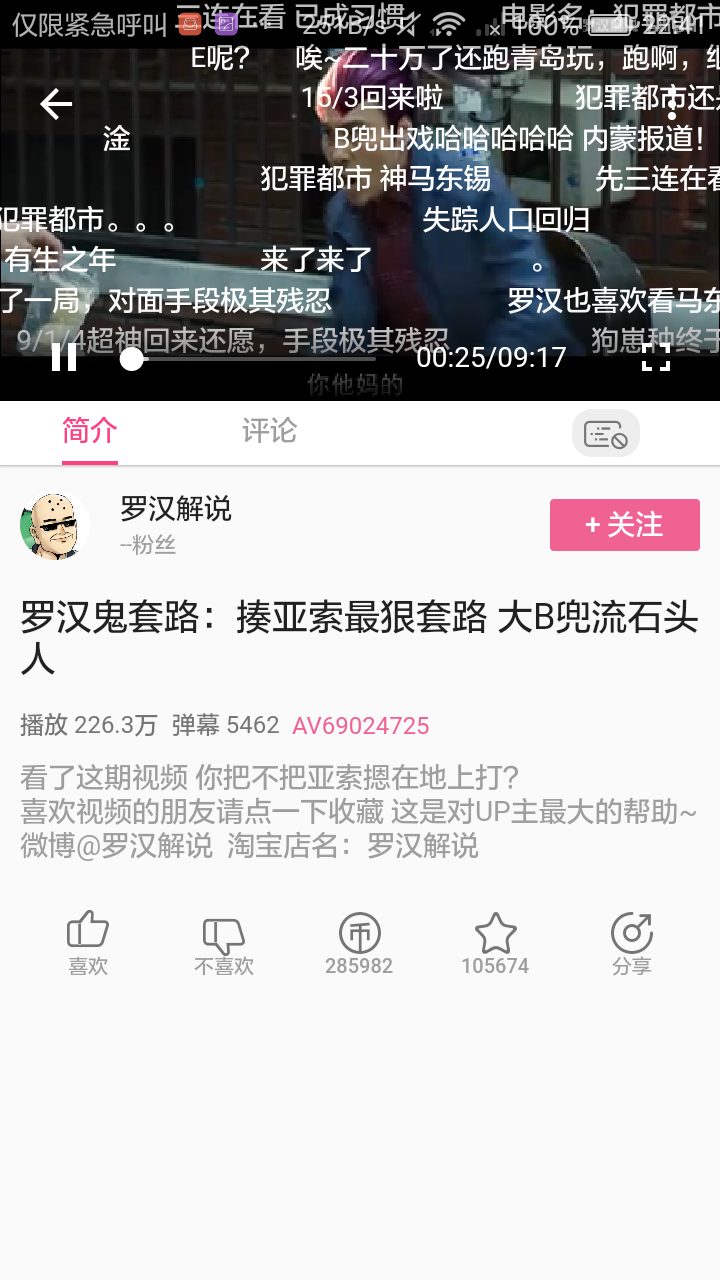 仅限紧急呼叫
三连在看 已成习惯
251B/s
100%
22:41
电影名：犯罪都市
E呢？
唉~二十万了还跑青岛玩，跑啊，继
15/3回来啦
犯罪都市还是
淦
B兜出戏哈哈哈哈哈
内蒙报道！
犯罪都市 神马东锡
先三连在看
犯罪都市。。。
失踪人口回归
有生之年
来了来了
。
了一局，对面手段极其残忍
罗汉也喜欢看马东
9/1/4超神回来还愿，手段极其残忍
狗崽种终于
00:25/09:17
你他妈的
简介
评论
罗汉解说
--粉丝
+ 关注
罗汉鬼套路：揍亚索最狠套路 大B兜流石头
人
播放 226.3万 弹幕 5462 AV69024725
看了这期视频 你把不把亚索摁在地上打?
喜欢视频的朋友请点一下收藏 这是对UP主最大的帮助~
微博@罗汉解说 淘宝店名：罗汉解说
币
喜欢
不喜欢
285982
105674
分享